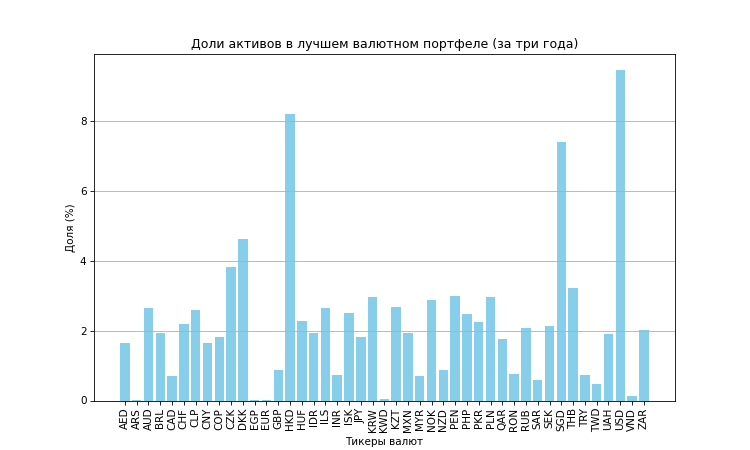 Доли активов в лучшем валютном портфеле (за три года)
Доля (%)
8
6
4
2
0
AED ARS AUD BRL CAD CHF CLP CNY COP CZK DKK EGP EUR GBP HKD HUF IDR ILS INR ISK JPY KRW KWD KZT MXN MYR NOK NZD PEN PHP PKR PLN QAR RON RUB SAR SEK SGD THB TRY TWD UAH USD VND ZAR
Тикеры валют